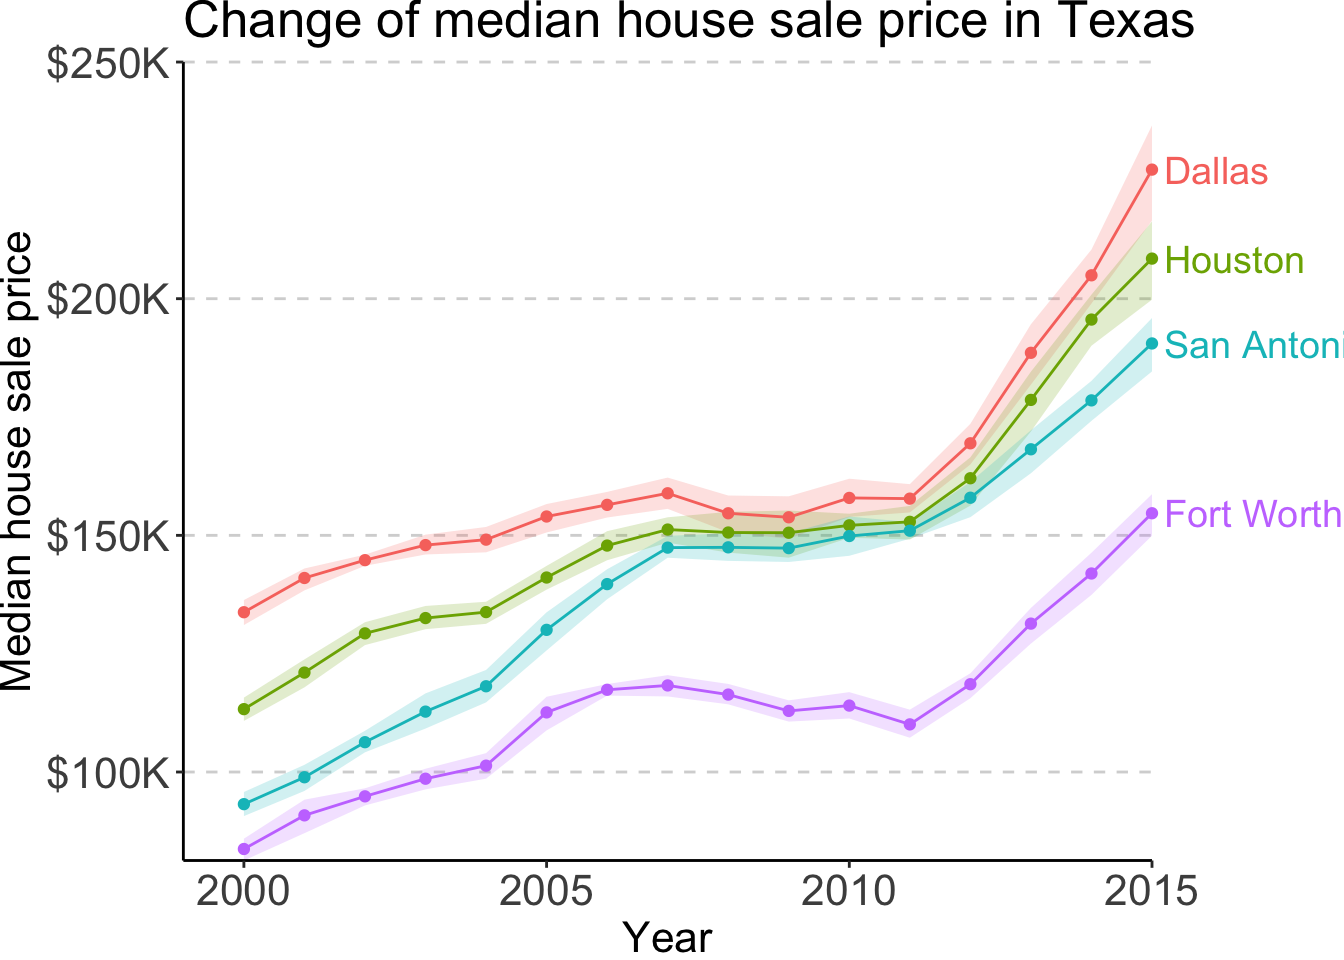 Change of median house sale price in Texas
Median house sale price
$250K
$200K
$150K
$100K
Dallas
Houston
San Antoni
Fort Worth
2000 2005 2010 2015
Year